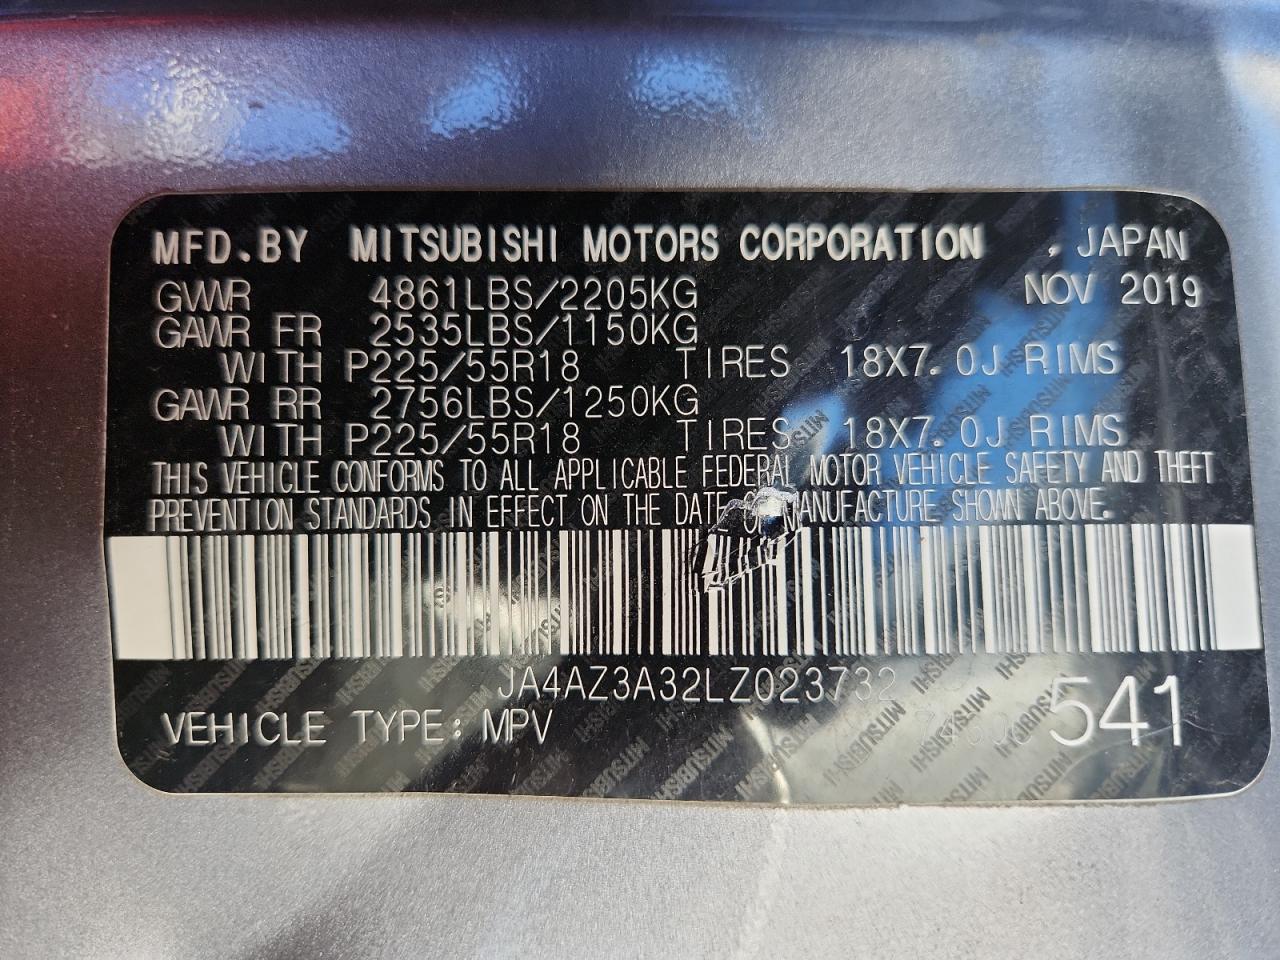 MFD.BY MITSUBISHI MOTORS CORPORATION , JAPAN
GVWR 4861LBS/2205KG NOV 2019
GAWR FR 2535LBS/1150KG
WITH P225/55R18 TIRES 18X7.0J RIMS
GAWR RR 2756LBS/1250KG
WITH P225/55R18 TIRES 18X7.0J RIMS
THIS VEHICLE CONFORMS TO ALL APPLICABLE FEDERAL MOTOR VEHICLE SAFETY AND THEFT
PREVENTION STANDARDS IN EFFECT ON THE DATE OF MANUFACTURE SHOWN ABOVE.
JA4AZ3A32LZ023732
VEHICLE TYPE: MPV 541